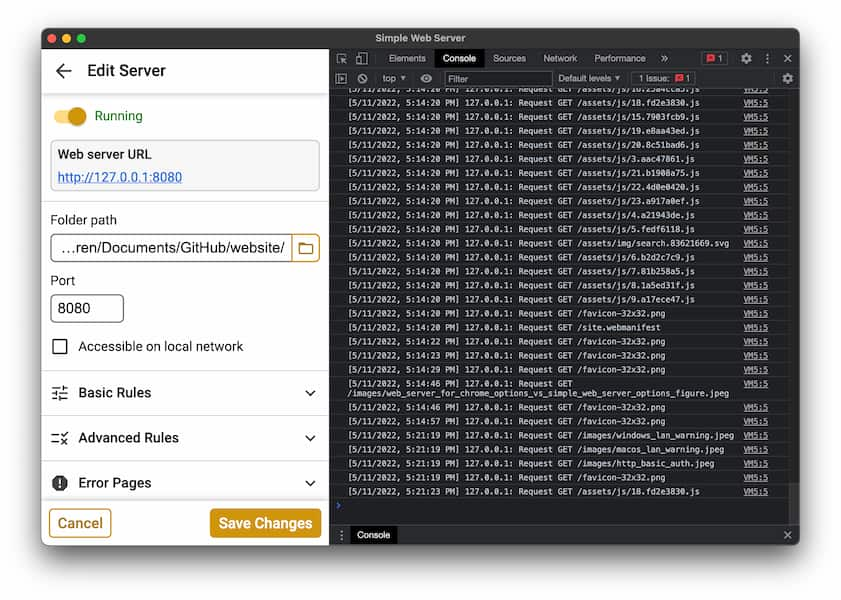 Simple Web Server
Edit Server
Running
Web server URL
http://127.0.0.1:8080
Folder path
…ren/Documents/GitHub/website/
Port
8080
Accessible on local network
Basic Rules
Advanced Rules
Error Pages
Cancel
Save Changes
Elements Console Sources Network Performance » 1
top ▼ Filter Default levels ▼ 1 Issue: 1
[5/11/2022, 5:14:20 PM] 127.0.0.1: Request GET VM5:5
[5/11/2022, 5:14:20 PM] 127.0.0.1: Request GET /assets/js/18.fd2e3830.js VM5:5
[5/11/2022, 5:14:20 PM] 127.0.0.1: Request GET /assets/js/15.7903fcb9.js VM5:5
[5/11/2022, 5:14:20 PM] 127.0.0.1: Request GET /assets/js/19.e8aa43ed.js VM5:5
[5/11/2022, 5:14:20 PM] 127.0.0.1: Request GET /assets/js/20.8c51bad6.js VM5:5
[5/11/2022, 5:14:20 PM] 127.0.0.1: Request GET /assets/js/3.aac47861.js VM5:5
[5/11/2022, 5:14:20 PM] 127.0.0.1: Request GET /assets/js/21.b1908a75.js VM5:5
[5/11/2022, 5:14:20 PM] 127.0.0.1: Request GET /assets/js/22.4d0e0420.js VM5:5
[5/11/2022, 5:14:20 PM] 127.0.0.1: Request GET /assets/js/23.a917a0ef.js VM5:5
[5/11/2022, 5:14:20 PM] 127.0.0.1: Request GET /assets/js/4.a21943de.js VM5:5
[5/11/2022, 5:14:20 PM] 127.0.0.1: Request GET /assets/js/5.fedf6118.js VM5:5
[5/11/2022, 5:14:20 PM] 127.0.0.1: Request GET /assets/img/search.83621669.svg VM5:5
[5/11/2022, 5:14:20 PM] 127.0.0.1: Request GET /assets/js/6.b2d2c7c9.js VM5:5
[5/11/2022, 5:14:20 PM] 127.0.0.1: Request GET /assets/js/7.81b258a5.js VM5:5
[5/11/2022, 5:14:20 PM] 127.0.0.1: Request GET /assets/js/8.1a5ed31f.js VM5:5
[5/11/2022, 5:14:20 PM] 127.0.0.1: Request GET /assets/js/9.a17ece47.js VM5:5
[5/11/2022, 5:14:20 PM] 127.0.0.1: Request GET /favicon-32x32.png VM5:5
[5/11/2022, 5:14:20 PM] 127.0.0.1: Request GET /site.webmanifest VM5:5
[5/11/2022, 5:14:22 PM] 127.0.0.1: Request GET /favicon-32x32.png VM5:5
[5/11/2022, 5:14:23 PM] 127.0.0.1: Request GET /favicon-32x32.png VM5:5
[5/11/2022, 5:14:29 PM] 127.0.0.1: Request GET /favicon-32x32.png VM5:5
[5/11/2022, 5:14:46 PM] 127.0.0.1: Request GET VM5:5
/images/web_server_for_chrome_options_vs_simple_web_server_options_figure.jpeg
[5/11/2022, 5:14:46 PM] 127.0.0.1: Request GET /favicon-32x32.png VM5:5
[5/11/2022, 5:14:57 PM] 127.0.0.1: Request GET /favicon-32x32.png VM5:5
[5/11/2022, 5:21:19 PM] 127.0.0.1: Request GET /images/windows_lan_warning.jpeg VM5:5
[5/11/2022, 5:21:19 PM] 127.0.0.1: Request GET /images/macos_lan_warning.jpeg VM5:5
[5/11/2022, 5:21:19 PM] 127.0.0.1: Request GET /images/http_basic_auth.jpeg VM5:5
[5/11/2022, 5:21:19 PM] 127.0.0.1: Request GET /favicon-32x32.png VM5:5
[5/11/2022, 5:21:23 PM] 127.0.0.1: Request GET /assets/js/18.fd2e3830.js VM5:5
Console